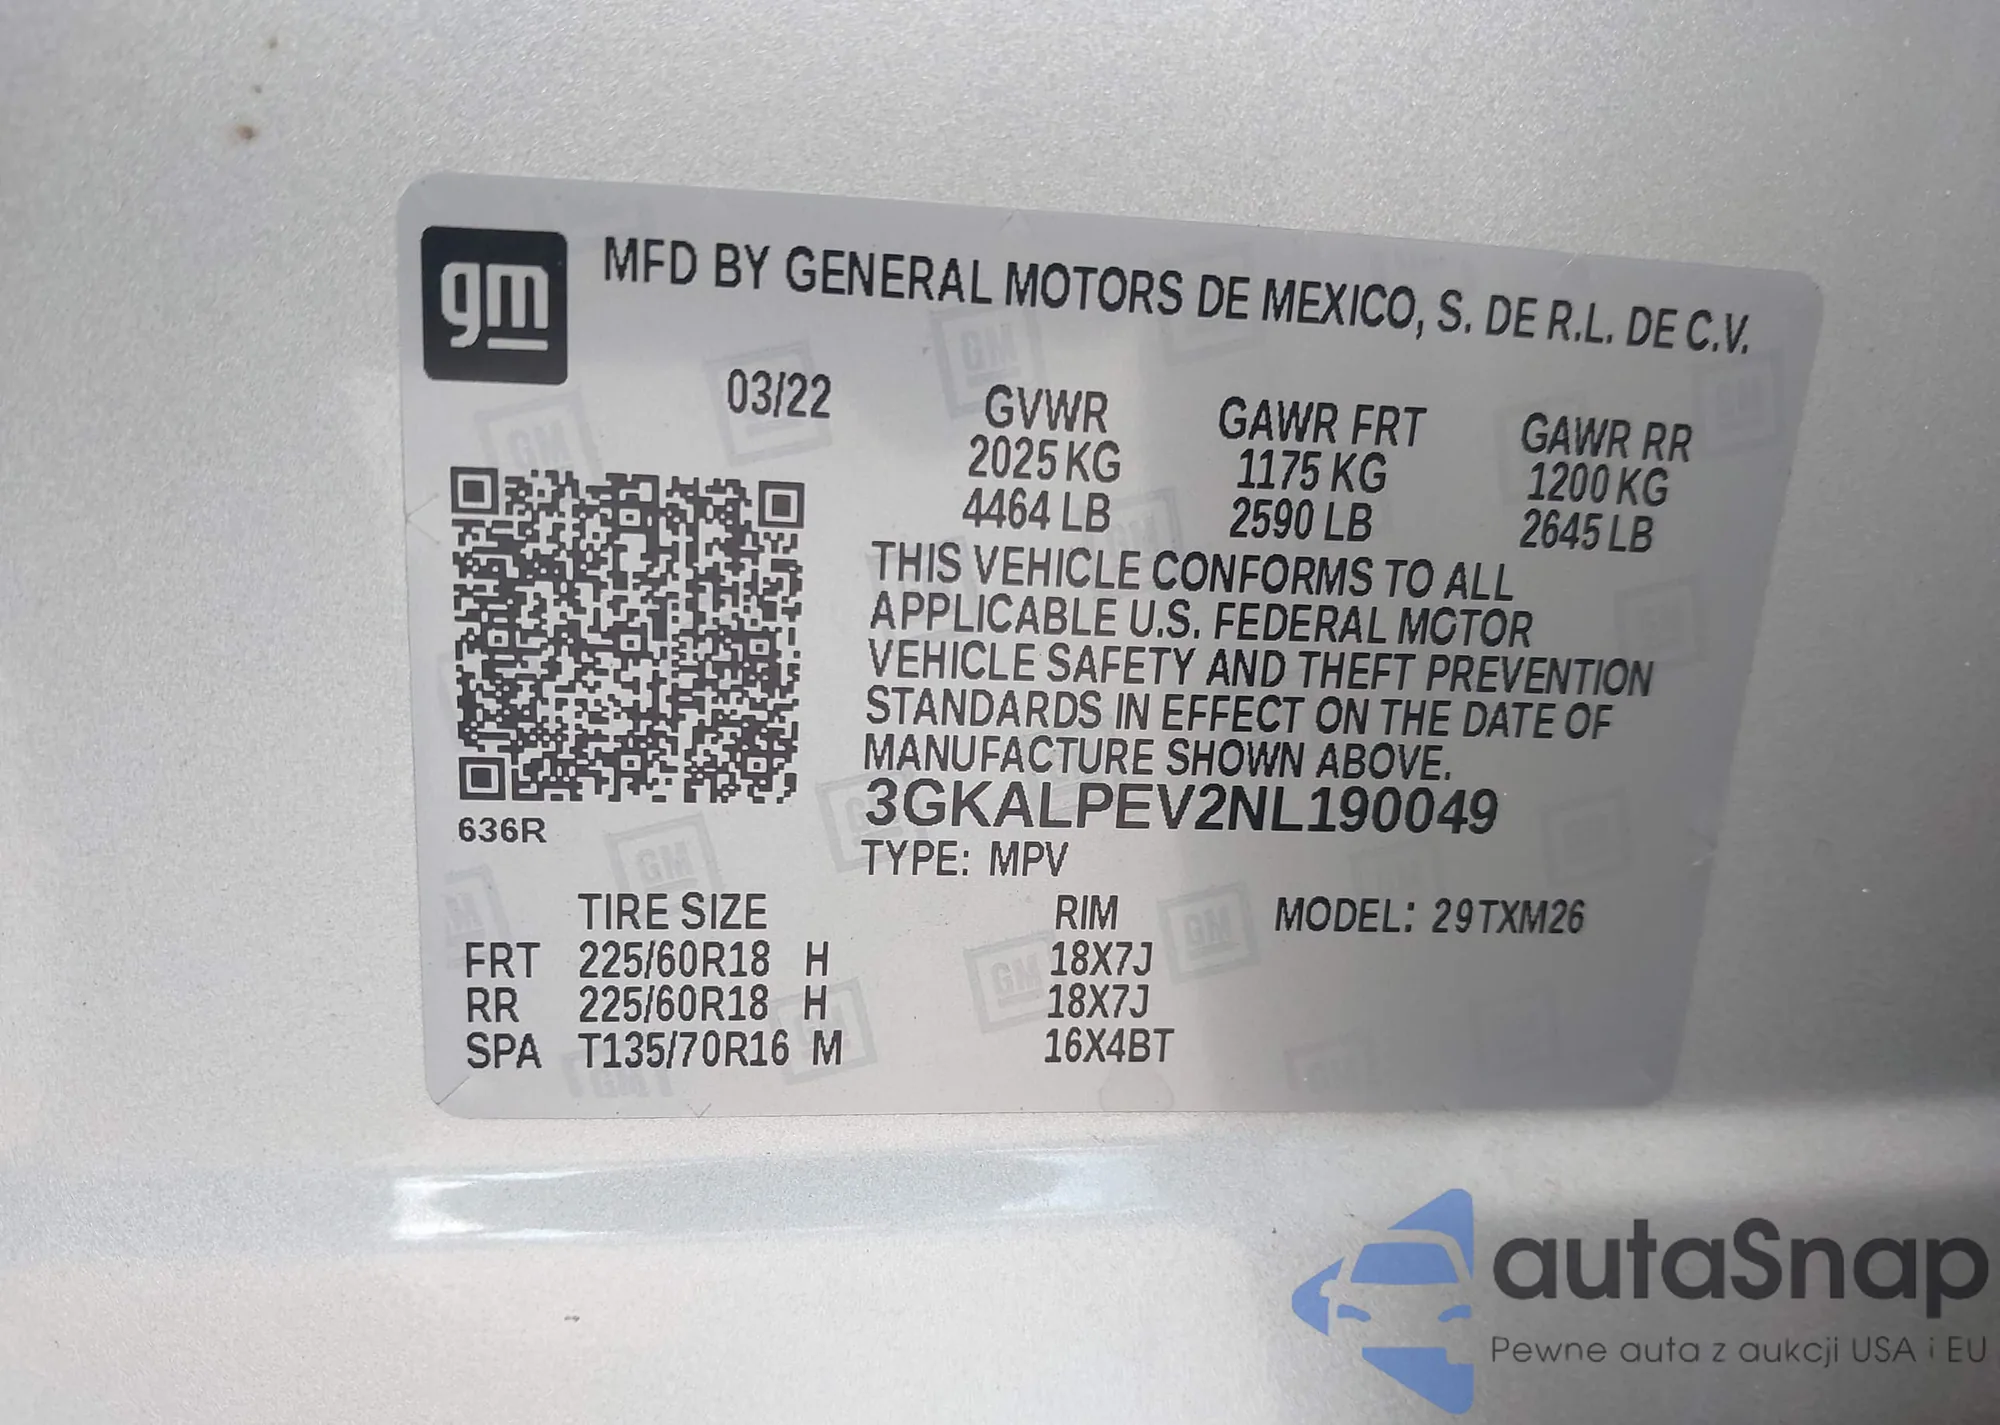 gm
MFD BY GENERAL MOTORS DE MEXICO, S. DE R.L. DE C.V.
03/22
GVWR GAWR FRT GAWR RR
2025 KG 1175 KG 1200 KG
4464 LB 2590 LB 2645 LB
THIS VEHICLE CONFORMS TO ALL
APPLICABLE U.S. FEDERAL MOTOR
VEHICLE SAFETY AND THEFT PREVENTION
STANDARDS IN EFFECT ON THE DATE OF
MANUFACTURE SHOWN ABOVE.
3GKALPEV2NL190049
636R
TYPE: MPV
TIRE SIZE RIM MODEL: 29TXM26
FRT 225/60R18 H 18X7J
RR 225/60R18 H 18X7J
SPA T135/70R16 M 16X4BT
autaSnap
Pewne auta z aukcji USA i EU